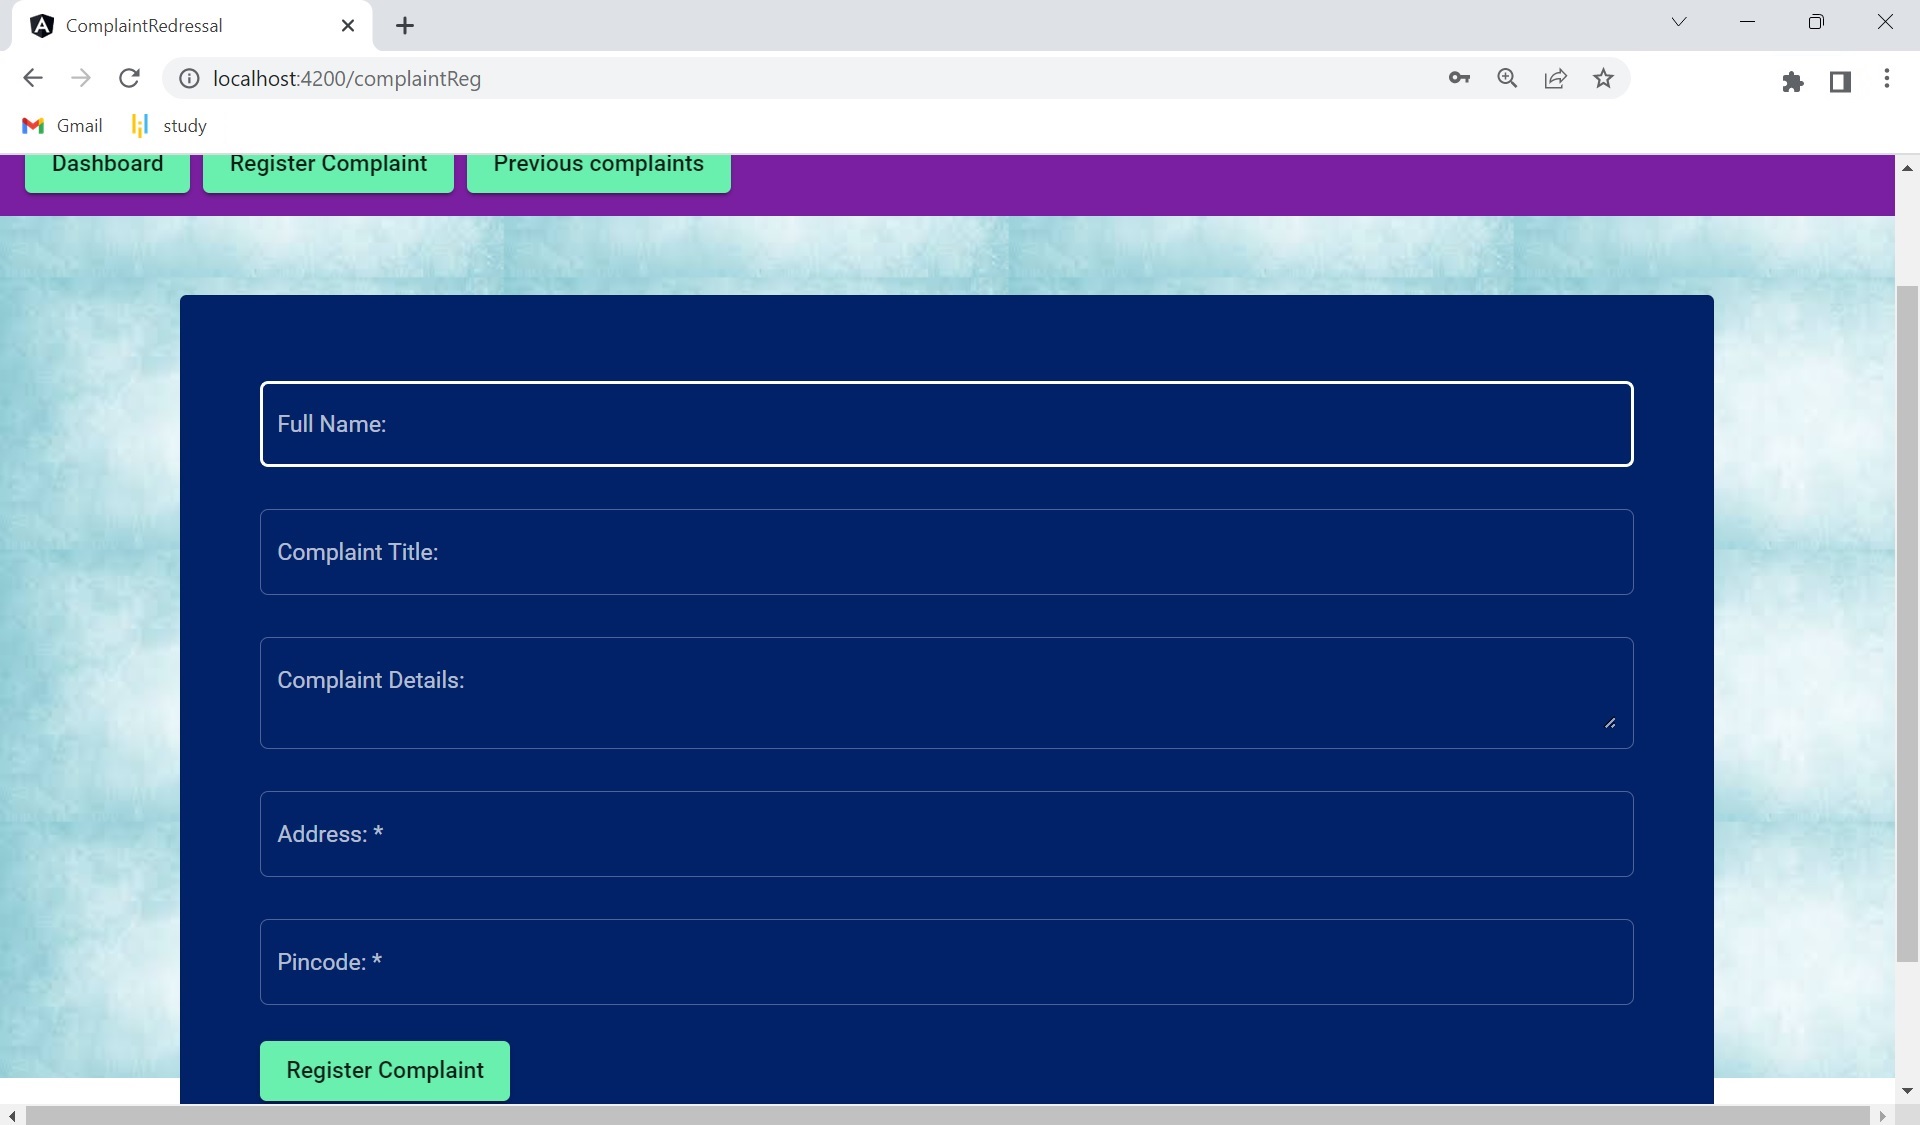 ComplaintRedressal
localhost:4200/complaintReg
Gmail study
Dashboard Register Complaint Previous complaints
Full Name:
Complaint Title:
Complaint Details:
Address: *
Pincode: *
Register Complaint